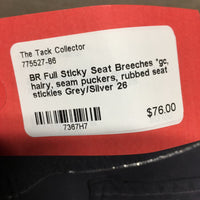 The Tack Collector
775527-86
BR Full Sticky Seat Breeches *gc,
hairy, seam puckers, rubbed seat
stickies Grey/Silver 26
$76.00
7367H7